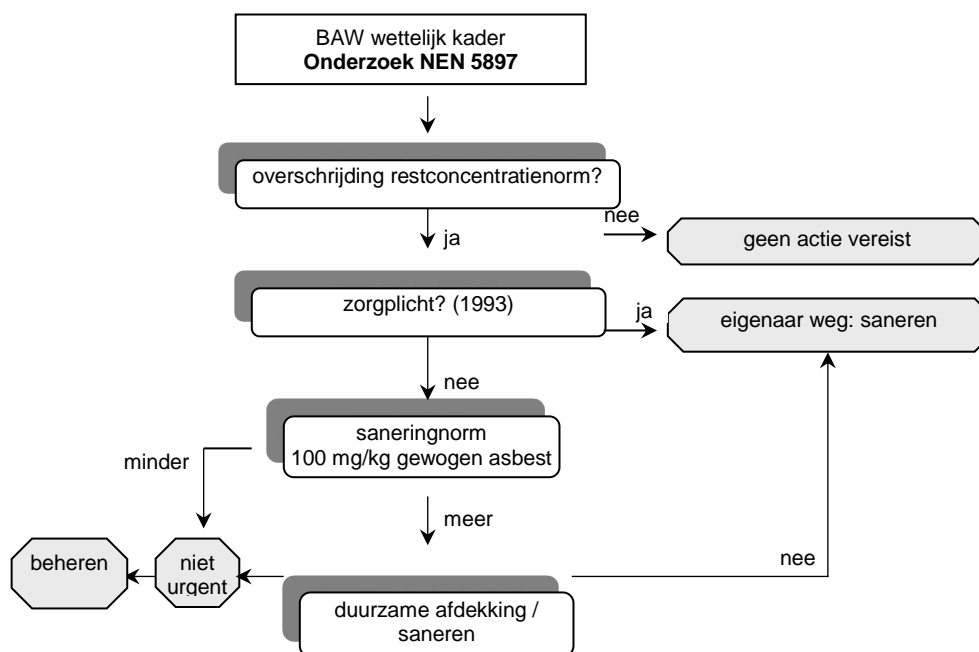 BAW wettelijk kader
Onderzoek NEN 5897
overschrijding restconcentratienorm?
nee
ja
geen actie vereist
zorgplicht? (1993)
ja
eigenaar weg: saneren
nee
saneringnorm
100 mg/kg gewogen asbest
minder
meer
beheren
niet
urgent
nee
duurzame afdekking /
saneren